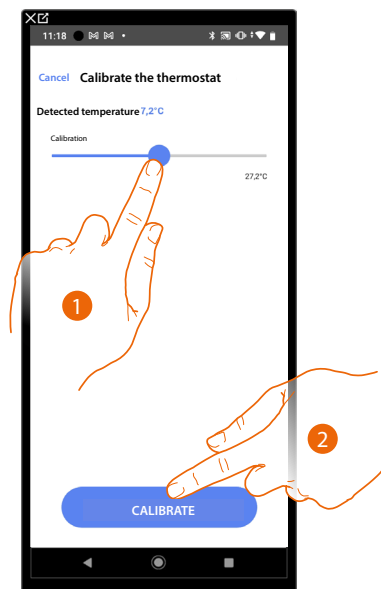 11:18
Cancel Calibrate the thermostat
Detected temperature 7,2°C
Calibration
27,2°C
1
2
CALIBRATE